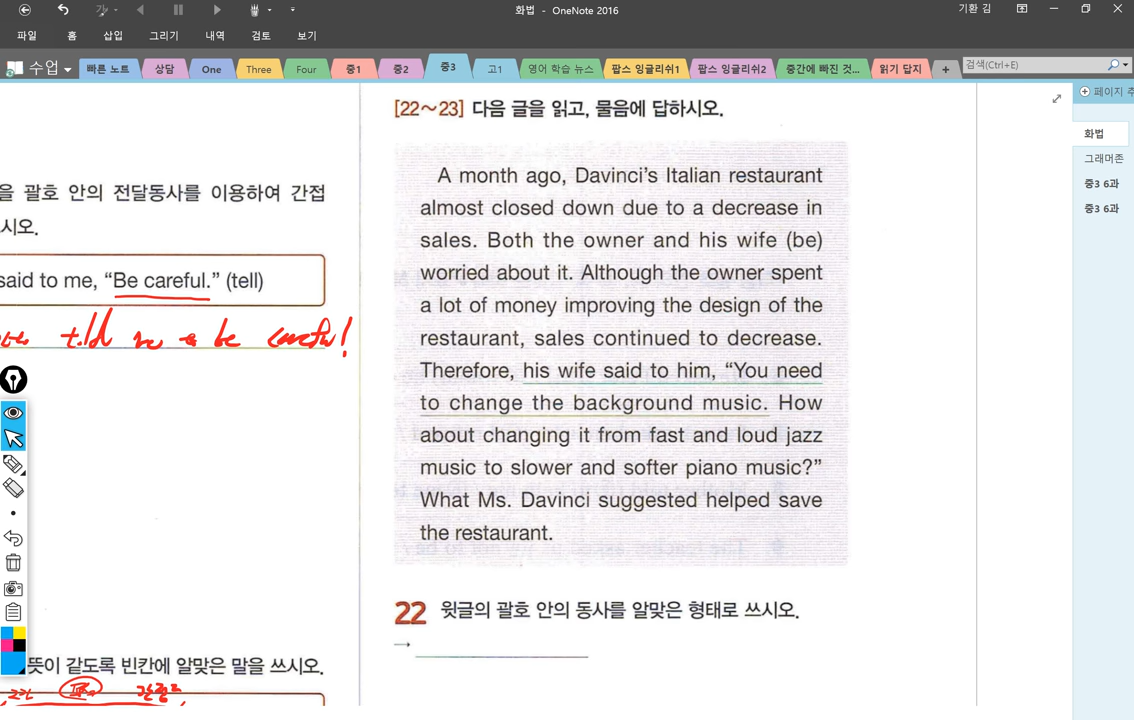 화법 - OneNote 2016
기환 김
파일 홈 삽입 그리기 내역 검토 보기
수업 빠른 노트 상담 One Three Four 중1 중2 중3 고1 영어 학습 뉴스 팝스 잉글리쉬1 팝스 잉글리쉬2 중간에 빠진 것... 읽기 답지 + 검색(Ctrl+E)
페이지 추
화법
그래머존
중3 6과
중3 6과
을 괄호 안의 전달동사를 이용하여 간접
시오.
said to me, “Be careful.” (tell)
told me to be careful!
뜻이 같도록 빈칸에 알맞은 말을 쓰시오.
[22~23] 다음 글을 읽고, 물음에 답하시오.
A month ago, Davinci’s Italian restaurant
almost closed down due to a decrease in
sales. Both the owner and his wife (be)
worried about it. Although the owner spent
a lot of money improving the design of the
restaurant, sales continued to decrease.
Therefore, his wife said to him, “You need
to change the background music. How
about changing it from fast and loud jazz
music to slower and softer piano music?”
What Ms. Davinci suggested helped save
the restaurant.
22 윗글의 괄호 안의 동사를 알맞은 형태로 쓰시오.
→